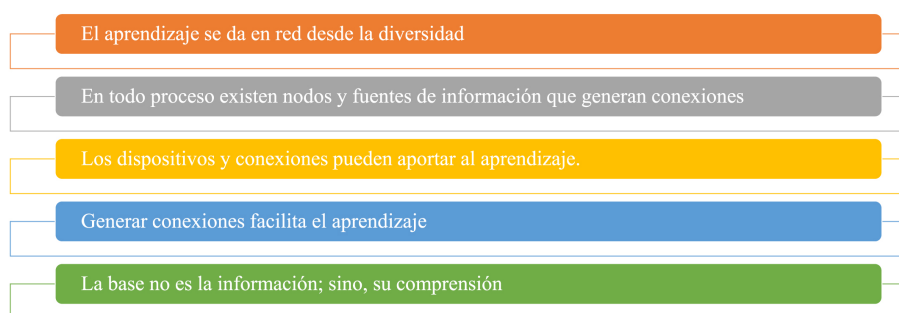 El aprendizaje se da en red desde la diversidad
En todo proceso existen nodos y fuentes de información que generan conexiones
Los dispositivos y conexiones pueden aportar al aprendizaje.
Generar conexiones facilita el aprendizaje
La base no es la información; sino, su comprensión